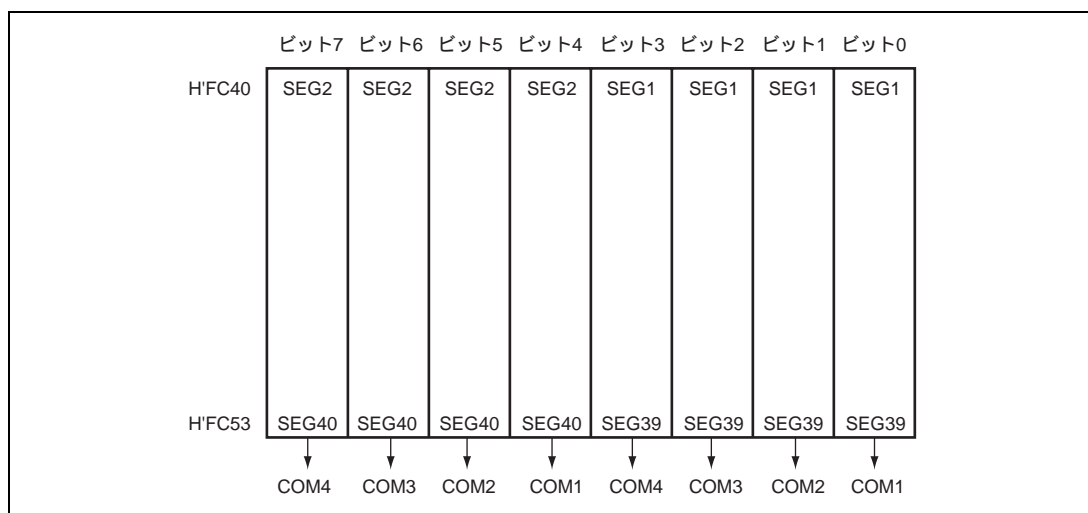 ビット7 ビット6 ビット5 ビット4 ビット3 ビット2 ビット1 ビット0
H'FC40 SEG2 SEG2 SEG2 SEG2 SEG1 SEG1 SEG1 SEG1
H'FC53 SEG40 SEG40 SEG40 SEG40 SEG39 SEG39 SEG39 SEG39
COM4 COM3 COM2 COM1 COM4 COM3 COM2 COM1